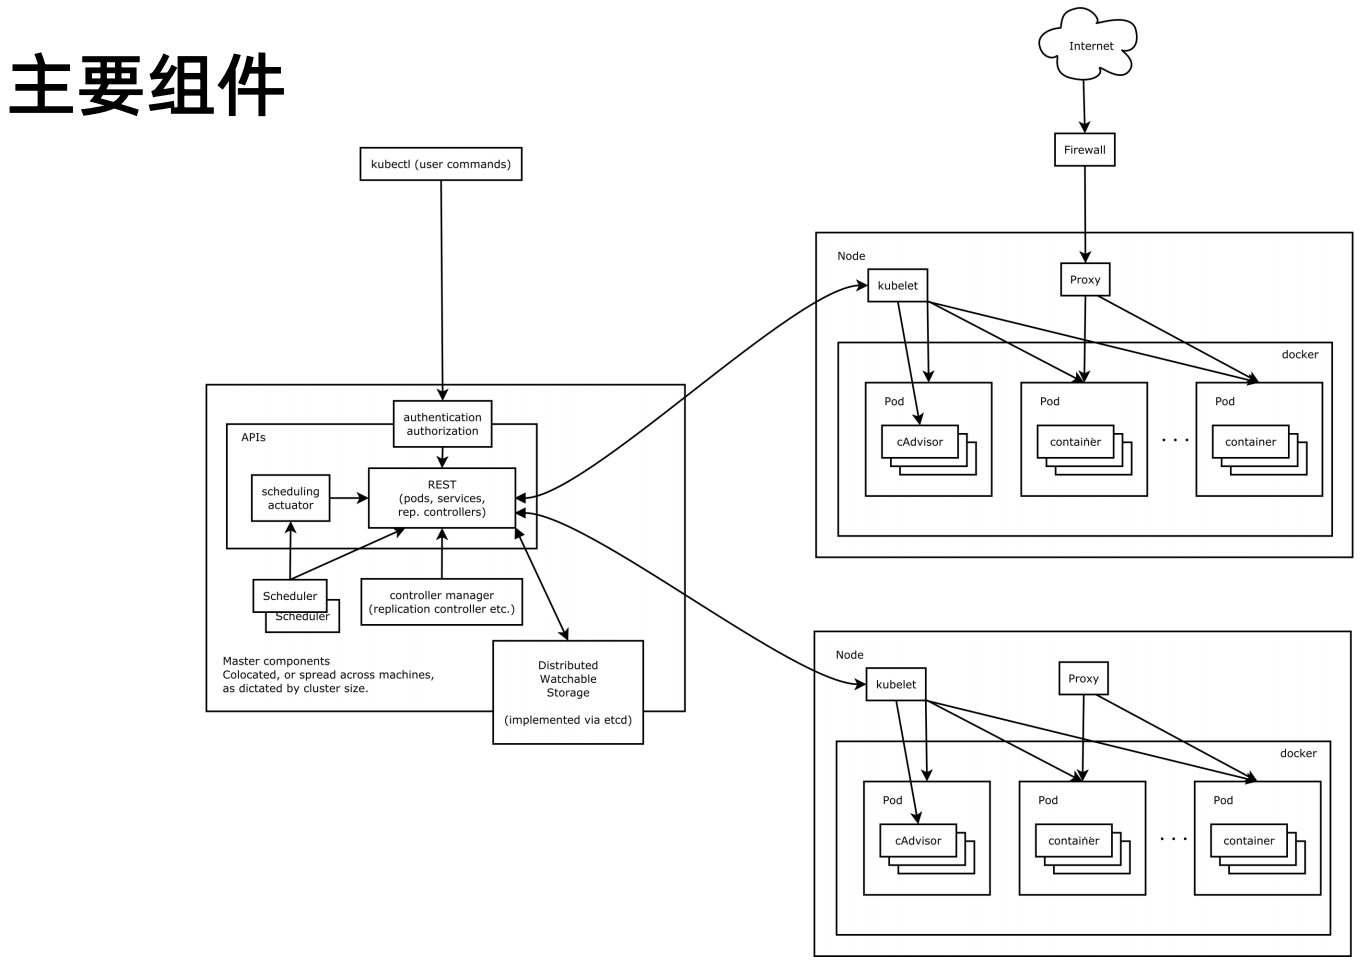 主要组件
Internet
Firewall
kubectl (user commands)
Node
kubelet
Proxy
docker
Pod
cAdvisor
Pod
container
. . .
Pod
container
authentication
authorization
APIs
REST
(pods, services,
rep. controllers)
scheduling
actuator
Scheduler
Scheduler
controller manager
(replication controller etc.)
Master components
Colocated, or spread across machines,
as dictated by cluster size.
Distributed
Watchable
Storage
(implemented via etcd)
Node
kubelet
Proxy
docker
Pod
cAdvisor
Pod
container
. . .
Pod
container